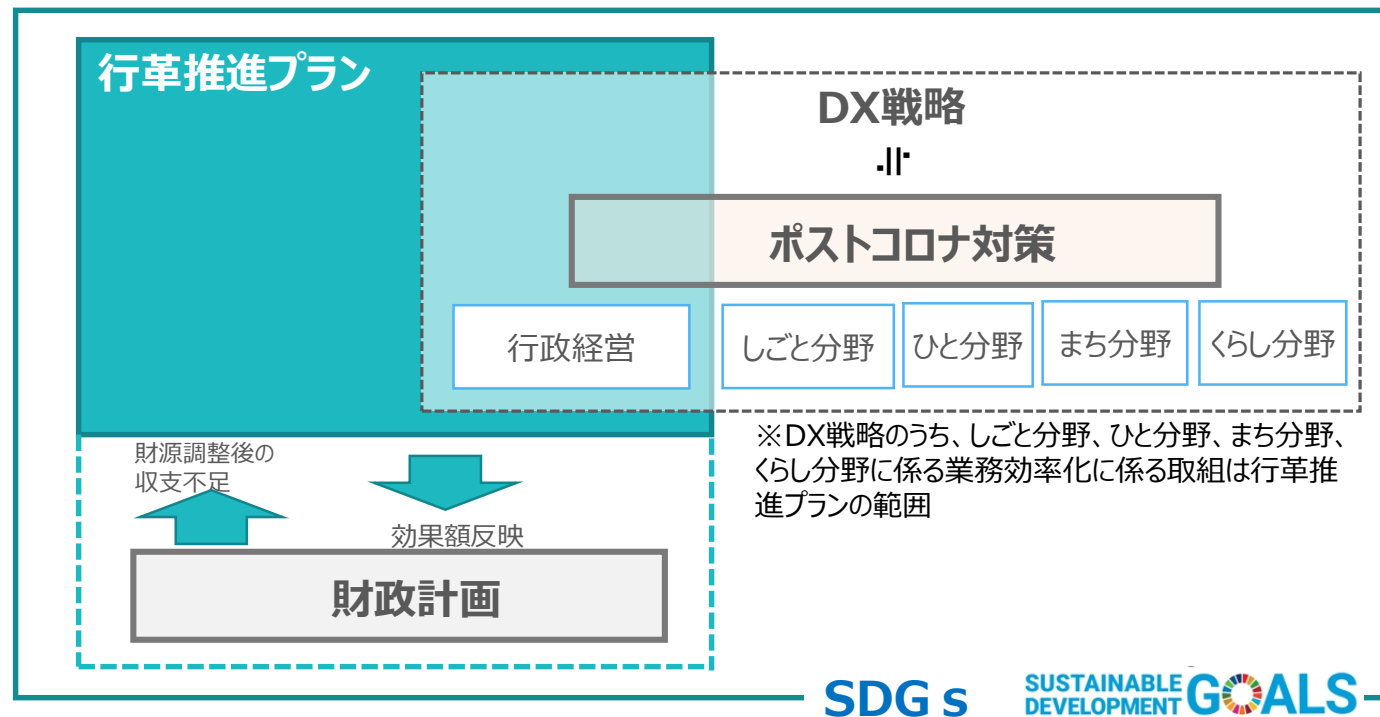 行革推進プラン
DX戦略
≒
ポストコロナ対策
行政経営
しごと分野
ひと分野
まち分野
くらし分野
※DX戦略のうち、しごと分野、ひと分野、まち分野、
くらし分野に係る業務効率化に係る取組は行革推
進プランの範囲
財源調整後の
収支不足
効果額反映
財政計画
SDGs
SUSTAINABLE
DEVELOPMENT
GOALS